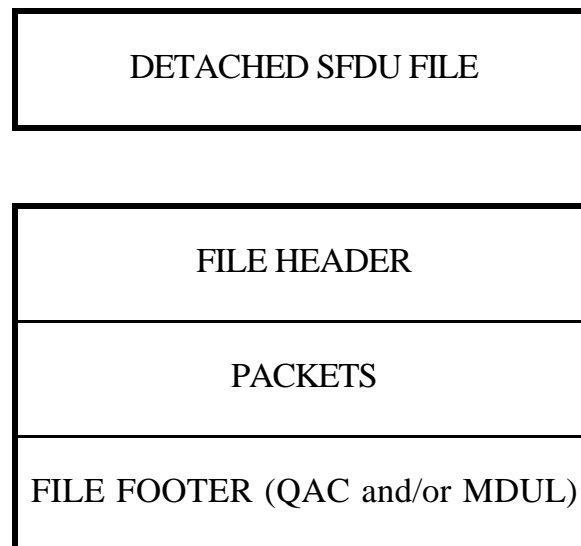 DETACHED SFDU FILE
FILE HEADER
PACKETS
FILE FOOTER (QAC and/or MDUL)